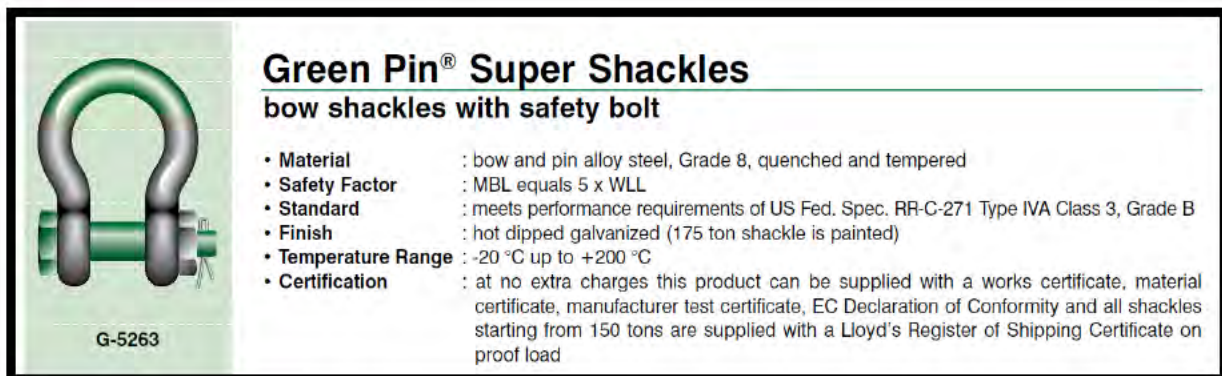 Green Pin® Super Shackles
bow shackles with safety bolt
• Material : bow and pin alloy steel, Grade 8, quenched and tempered
• Safety Factor : MBL equals 5 x WLL
• Standard : meets performance requirements of US Fed. Spec. RR-C-271 Type IVA Class 3, Grade B
• Finish : hot dipped galvanized (175 ton shackle is painted)
• Temperature Range : -20 °C up to +200 °C
• Certification : at no extra charges this product can be supplied with a works certificate, material
certificate, manufacturer test certificate, EC Declaration of Conformity and all shackles
starting from 150 tons are supplied with a Lloyd's Register of Shipping Certificate on
proof load
G-5263